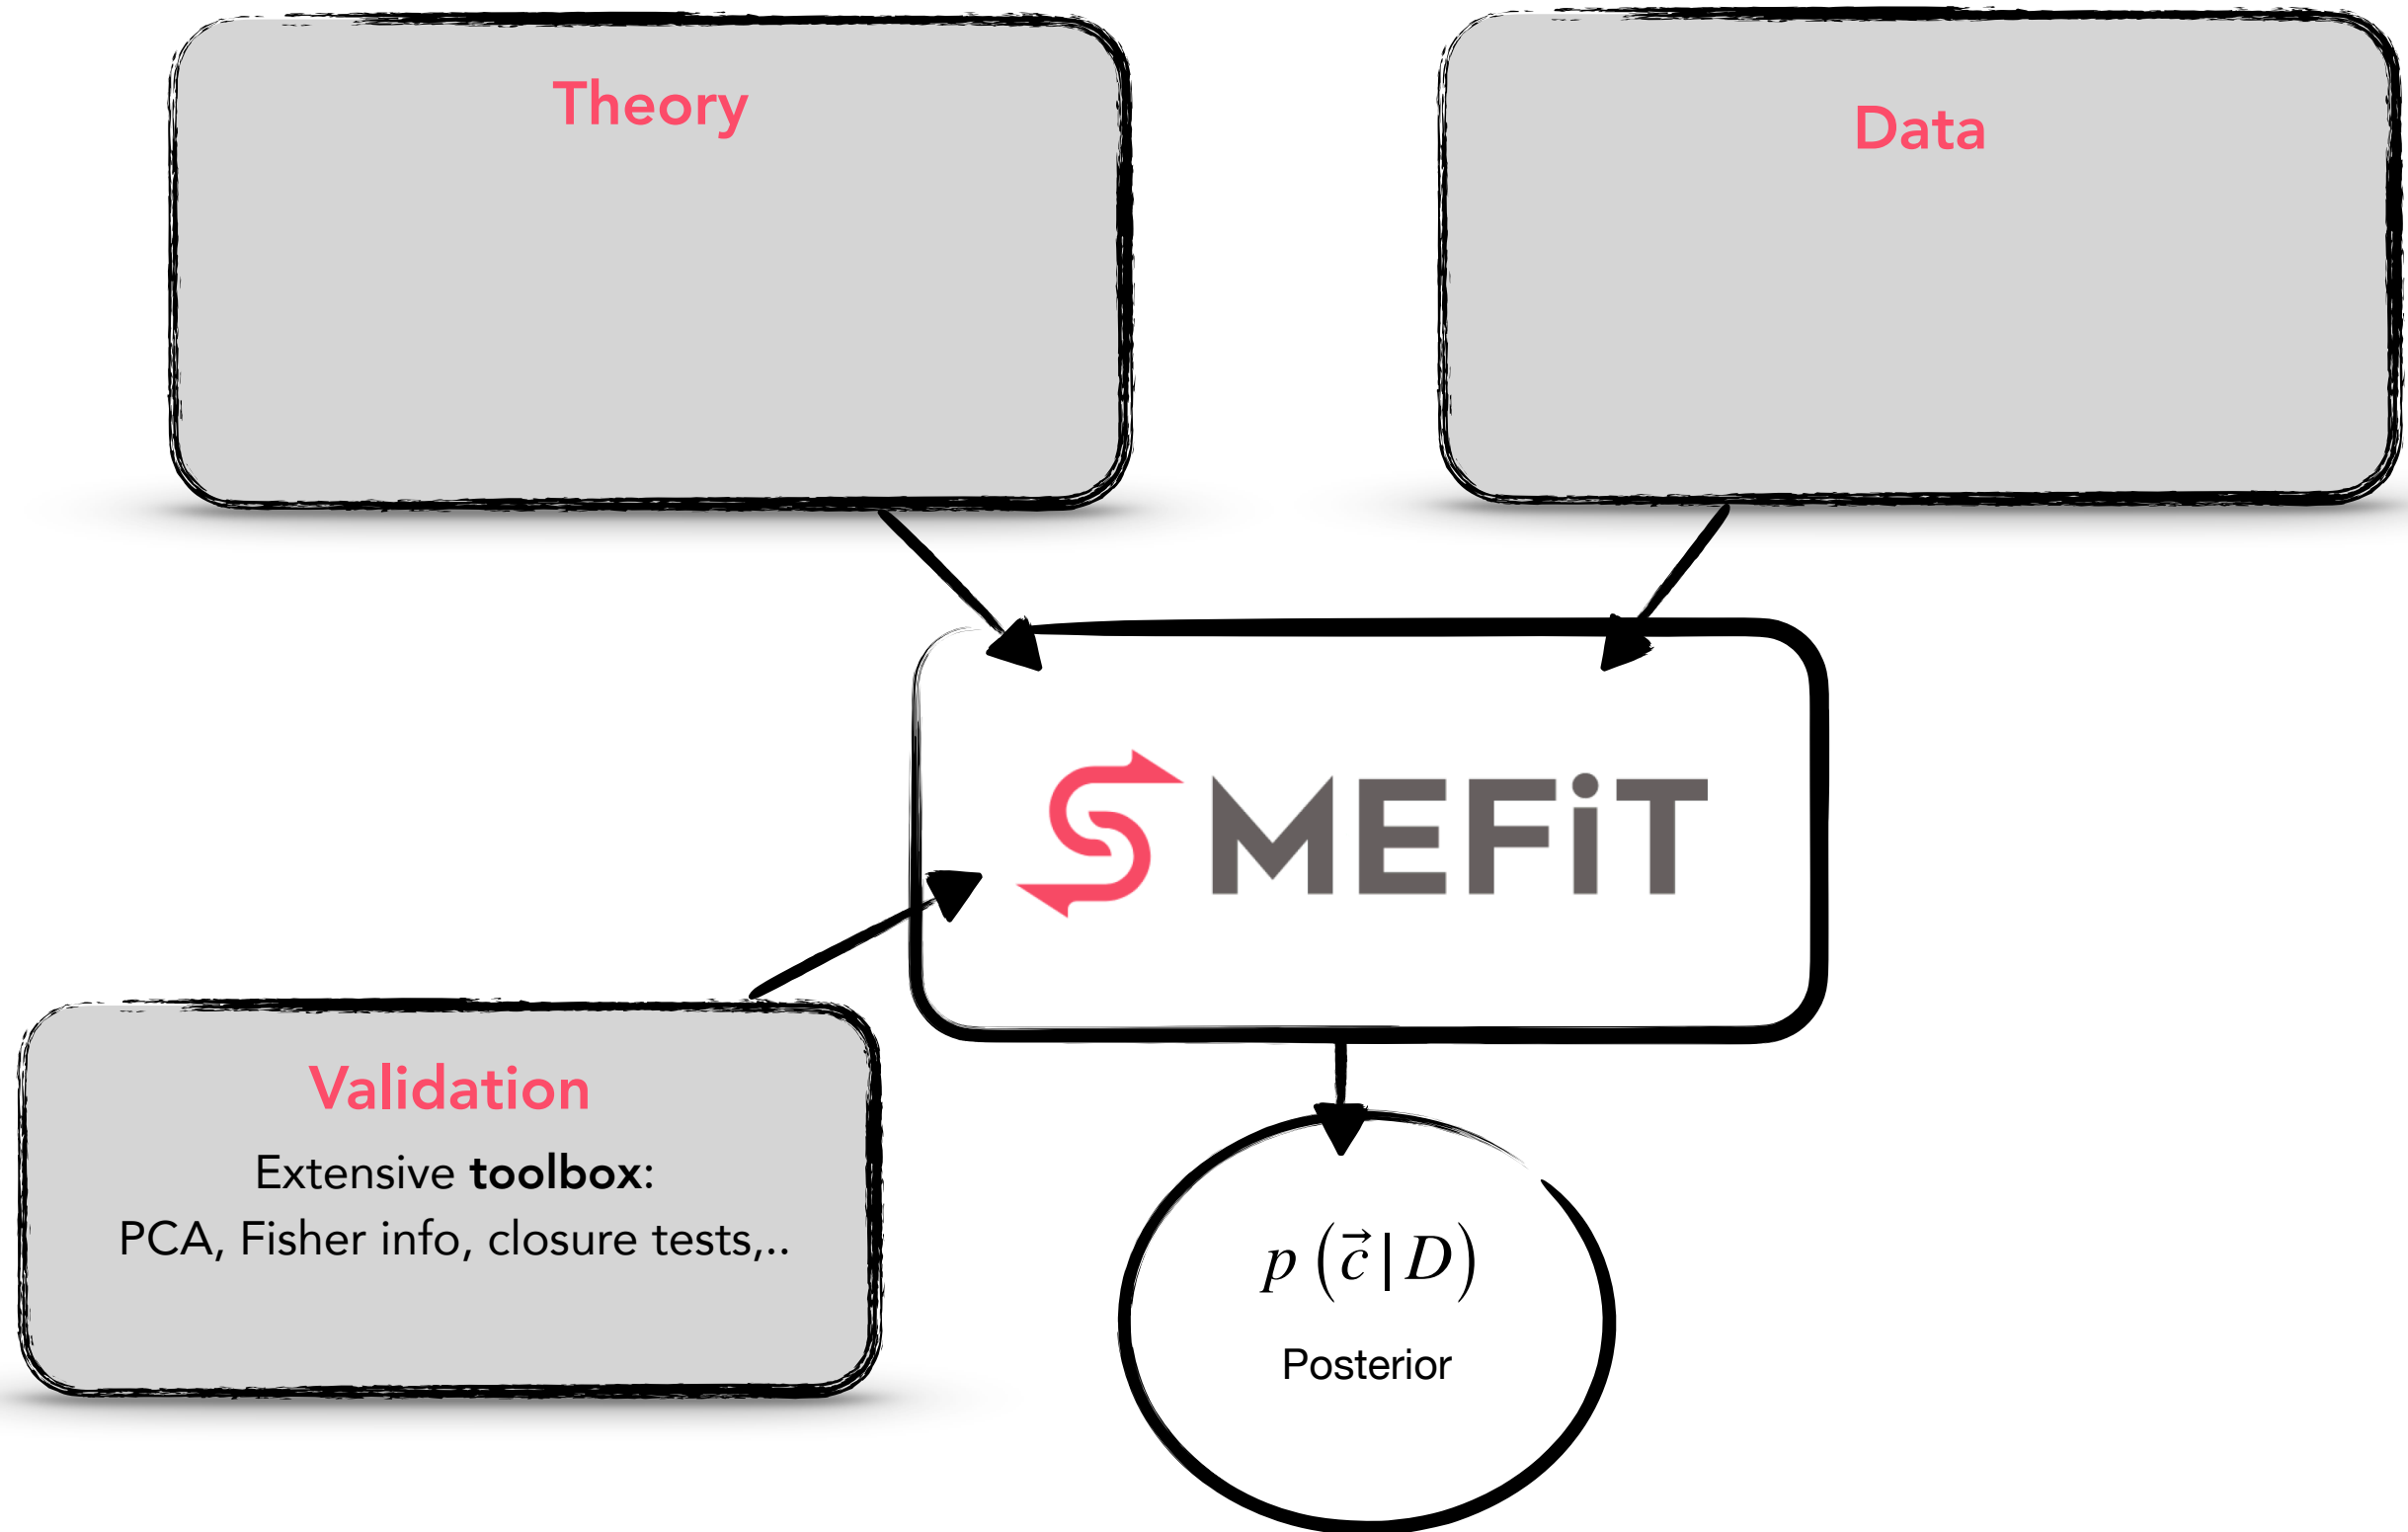 Theory
Data
SMEFiT
Validation
Extensive toolbox:
PCA, Fisher info, closure tests,..
p (c⃗ | D)
Posterior